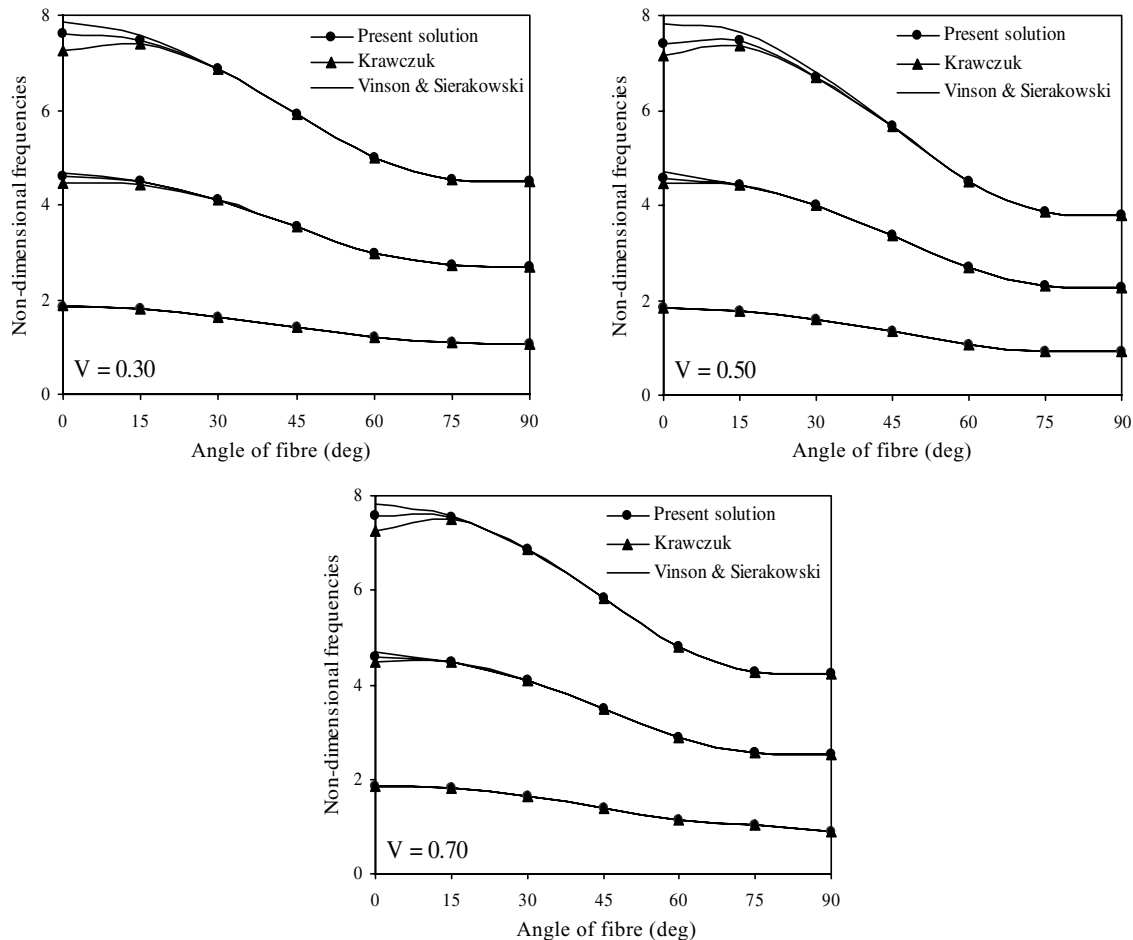 8
6
4
2
0
Non-dimensional frequencies
Present solution
Krawczuk
Vinson & Sierakowski
V = 0.30
0 15 30 45 60 75 90
Angle of fibre (deg)
8
6
4
2
0
Non-dimensional frequencies
Present solution
Krawczuk
Vinson & Sierakowski
V = 0.50
0 15 30 45 60 75 90
Angle of fibre (deg)
8
6
4
2
0
Non-dimensional frequencies
Present solution
Krawczuk
Vinson & Sierakowski
V = 0.70
0 15 30 45 60 75 90
Angle of fibre (deg)